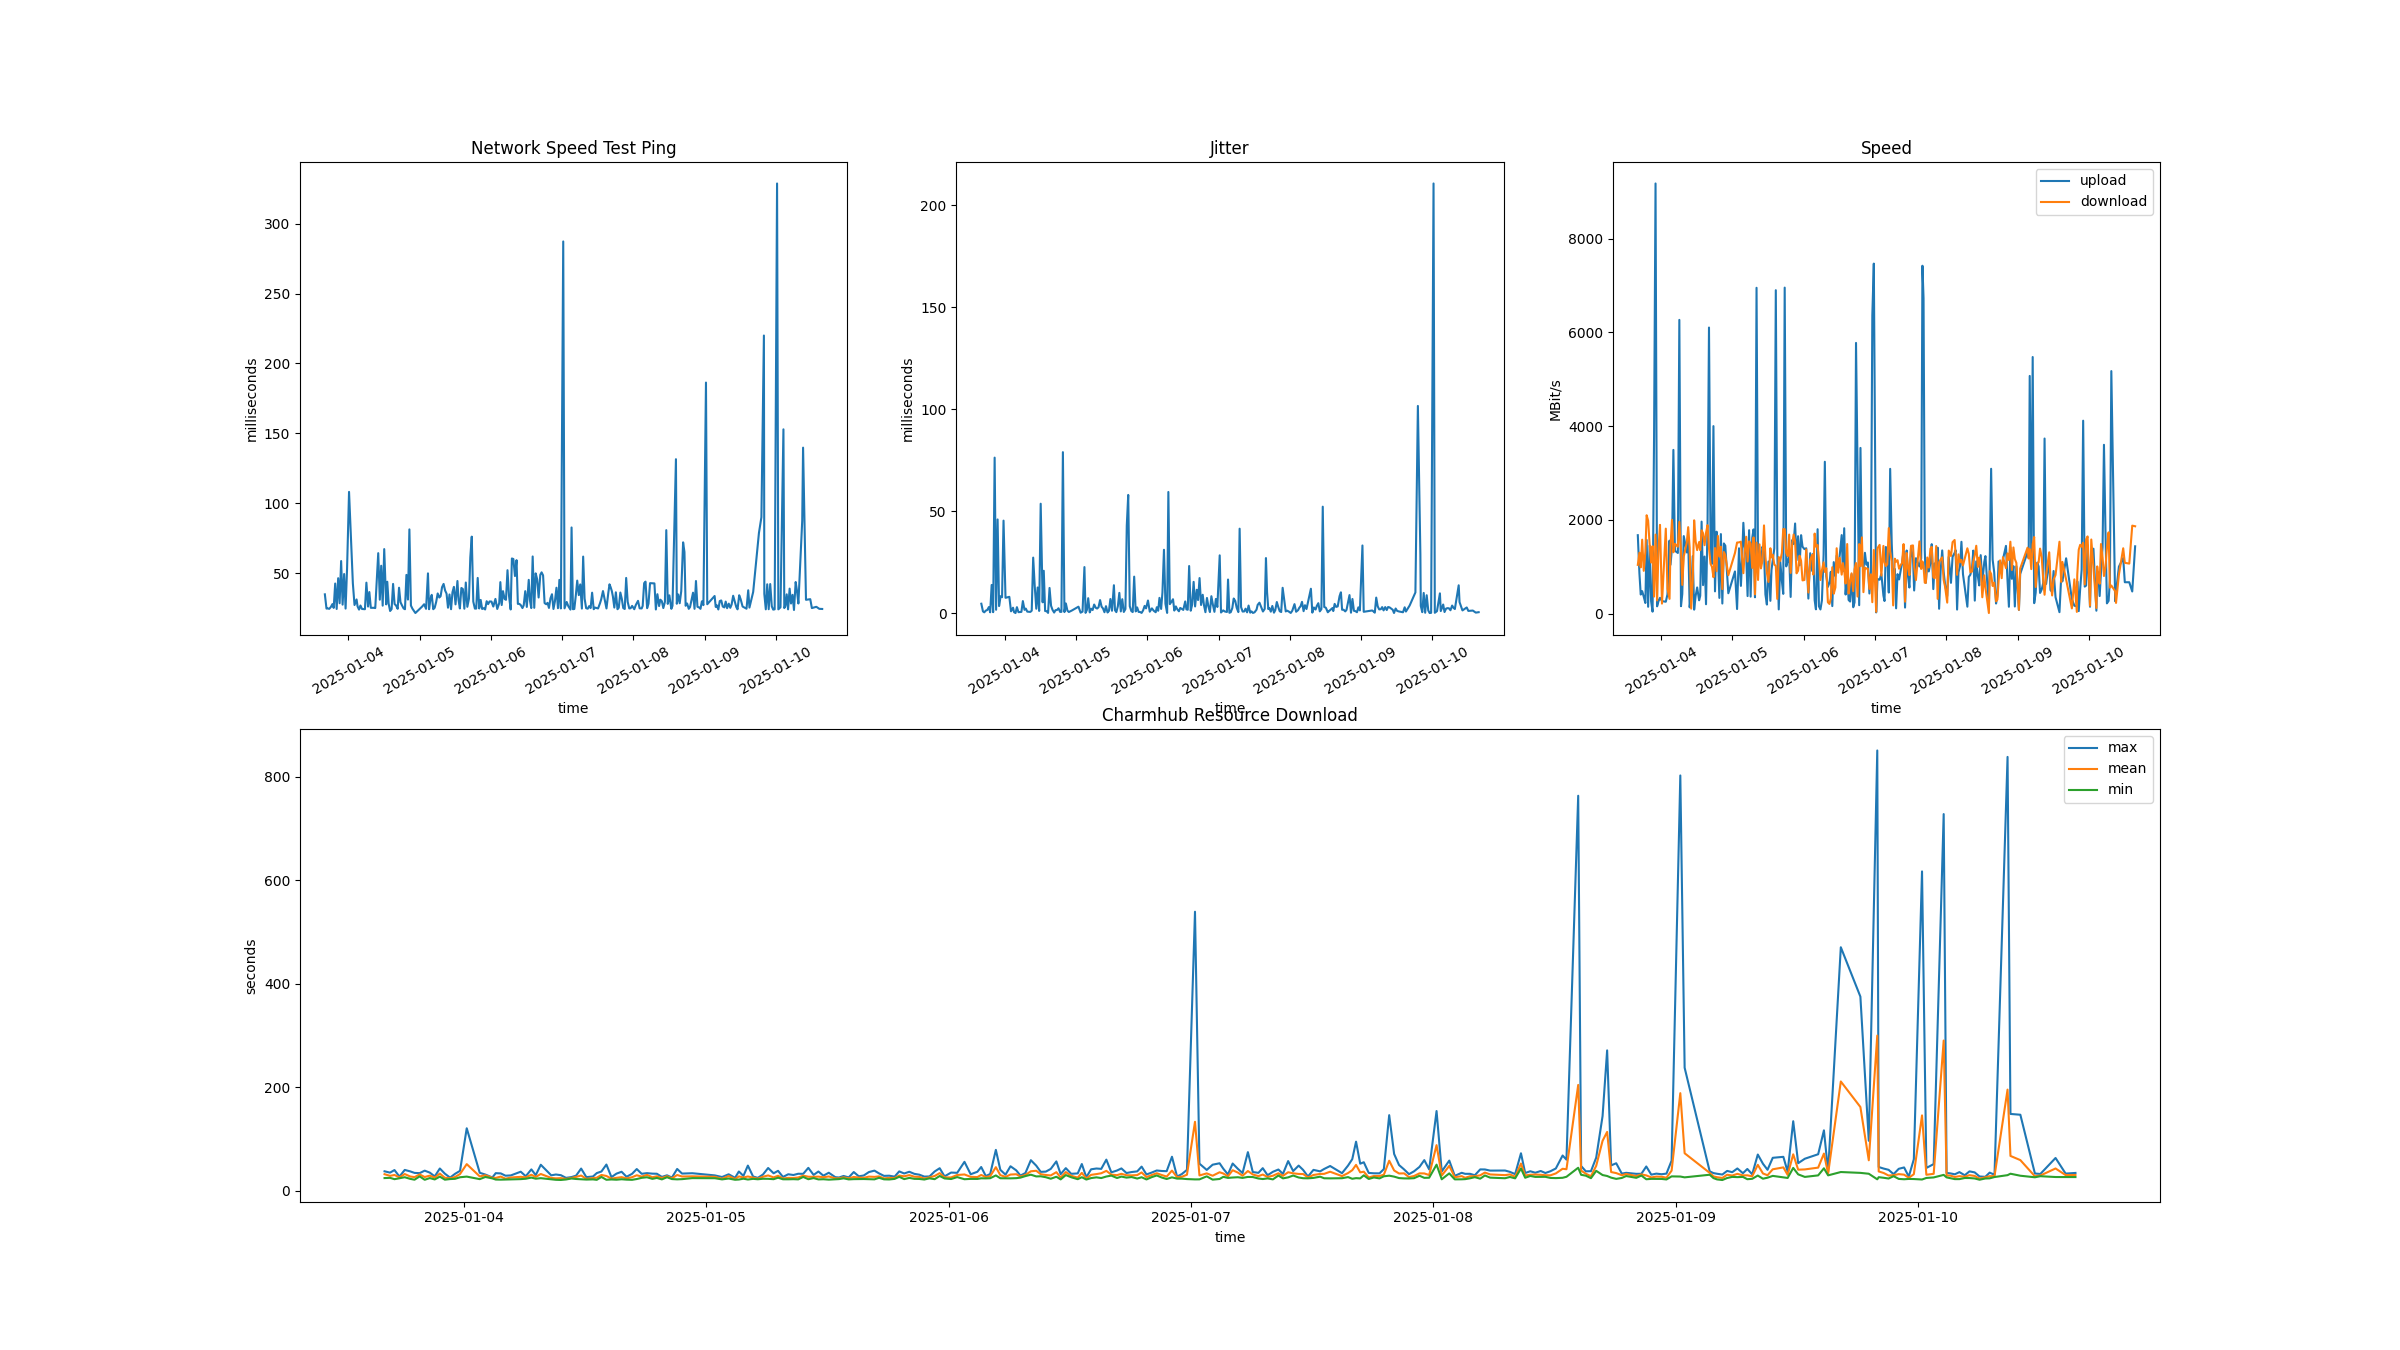 Network Speed Test Ping
milliseconds
300
250
200
150
100
50
2025-01-04
2025-01-05
2025-01-06
2025-01-07
2025-01-08
2025-01-09
2025-01-10
time
Jitter
milliseconds
200
150
100
50
0
2025-01-04
2025-01-05
2025-01-06
2025-01-07
2025-01-08
2025-01-09
2025-01-10
time
Speed
upload
download
MBit/s
8000
6000
4000
2000
0
2025-01-04
2025-01-05
2025-01-06
2025-01-07
2025-01-08
2025-01-09
2025-01-10
time
Charmhub Resource Download
max
mean
min
seconds
800
600
400
200
0
2025-01-04
2025-01-05
2025-01-06
2025-01-07
2025-01-08
2025-01-09
2025-01-10
time